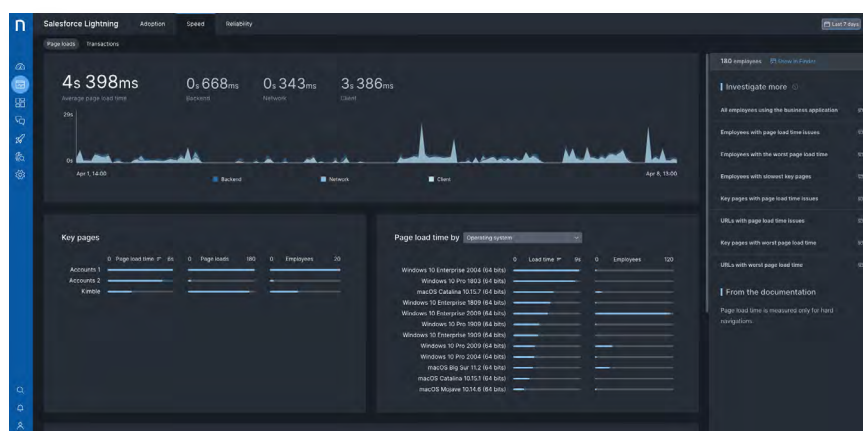 n
Salesforce Lightning Adoption Speed Reliability Last 7 days
Page loads Transactions
180 employees Show in Finder
4s 398ms 0s 668ms 0s 343ms 3s 386ms
Average page load time Backend Network Client
29s
0s
Apr 1, 14:00 Apr 8, 13:00
Backend Network Client
Investigate more
All employees using the business application
Employees with page load time issues
Employees with the worst page load time
Employees with slowest key pages
Key pages with page load time issues
URLs with page load time issues
Key pages with worst page load time
URLs with worst page load time
From the documentation
Page load time is measured only for hard
navigations.
Key pages
0 Page load time 8s 0 Page loads 180 0 Employees 20
Accounts 1
Accounts 2
Kimble
Page load time by Operating system
0 Load time 9s 0 Employees 120
Windows 10 Enterprise 2004 (64 bits)
Windows 10 Pro 1803 (64 bits)
macOS Catalina 10.15.7 (64 bits)
Windows 10 Enterprise 1809 (64 bits)
Windows 10 Enterprise 2009 (64 bits)
Windows 10 Pro 1909 (64 bits)
Windows 10 Enterprise 1909 (64 bits)
Windows 10 Pro 2009 (64 bits)
Windows 10 Pro 2004 (64 bits)
macOS Big Sur 11.2 (64 bits)
macOS Catalina 10.15.1 (64 bits)
macOS Mojave 10.14.6 (64 bits)